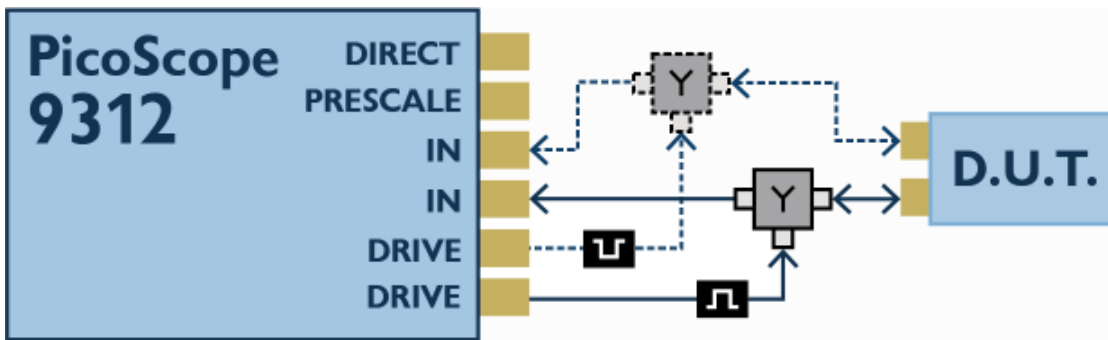 PicoScope
9312
DIRECT
PRESCALE
IN
IN
DRIVE
DRIVE
Y
Y
D.U.T.